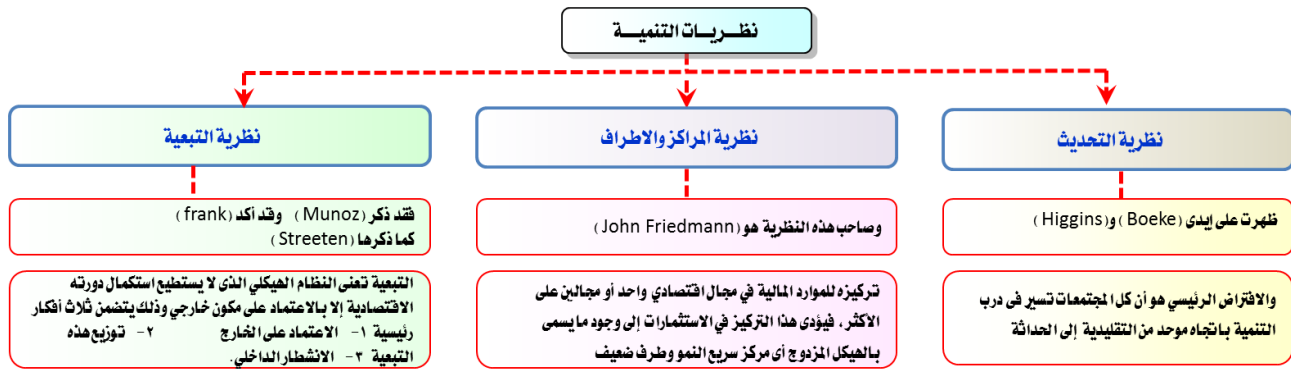 نظــريــات التنميـــة
نظرية التحديث
نظرية المراكز والاطراف
نظرية التبعية
ظهرت على إيدى (Boeke) و(Higgins)
وصاحب هذه النظرية هو (John Friedmann)
فقد ذكر (Munoz) وقد أكد (frank)
كما ذكرها (Streeten)
والافتراض الرئيسي هو أن كل المجتمعات تسير فى درب
التنمية باتجاه موحد من التقليدية إلى الحداثة
تركيزه للموارد المالية في مجال اقتصادي واحد أو مجالين على
الاكثر ، فيؤدى هذا التركيز في الاستثمارات إلى وجود ما يسمى
بالهيكل المزدوج أى مركز سريع النمو وطرف ضعيف
التبعية تعنى النظام الهيكلي الذى لا يستطيع استكمال دورته
الاقتصادية إلا بالاعتماد على مكون خارجي وذلك يتضمن ثلاث أفكار
رئيسية ١- الاعتماد على الخارج ٢- توزيع هذه
التبعية ٣- الانشطار الداخلي.